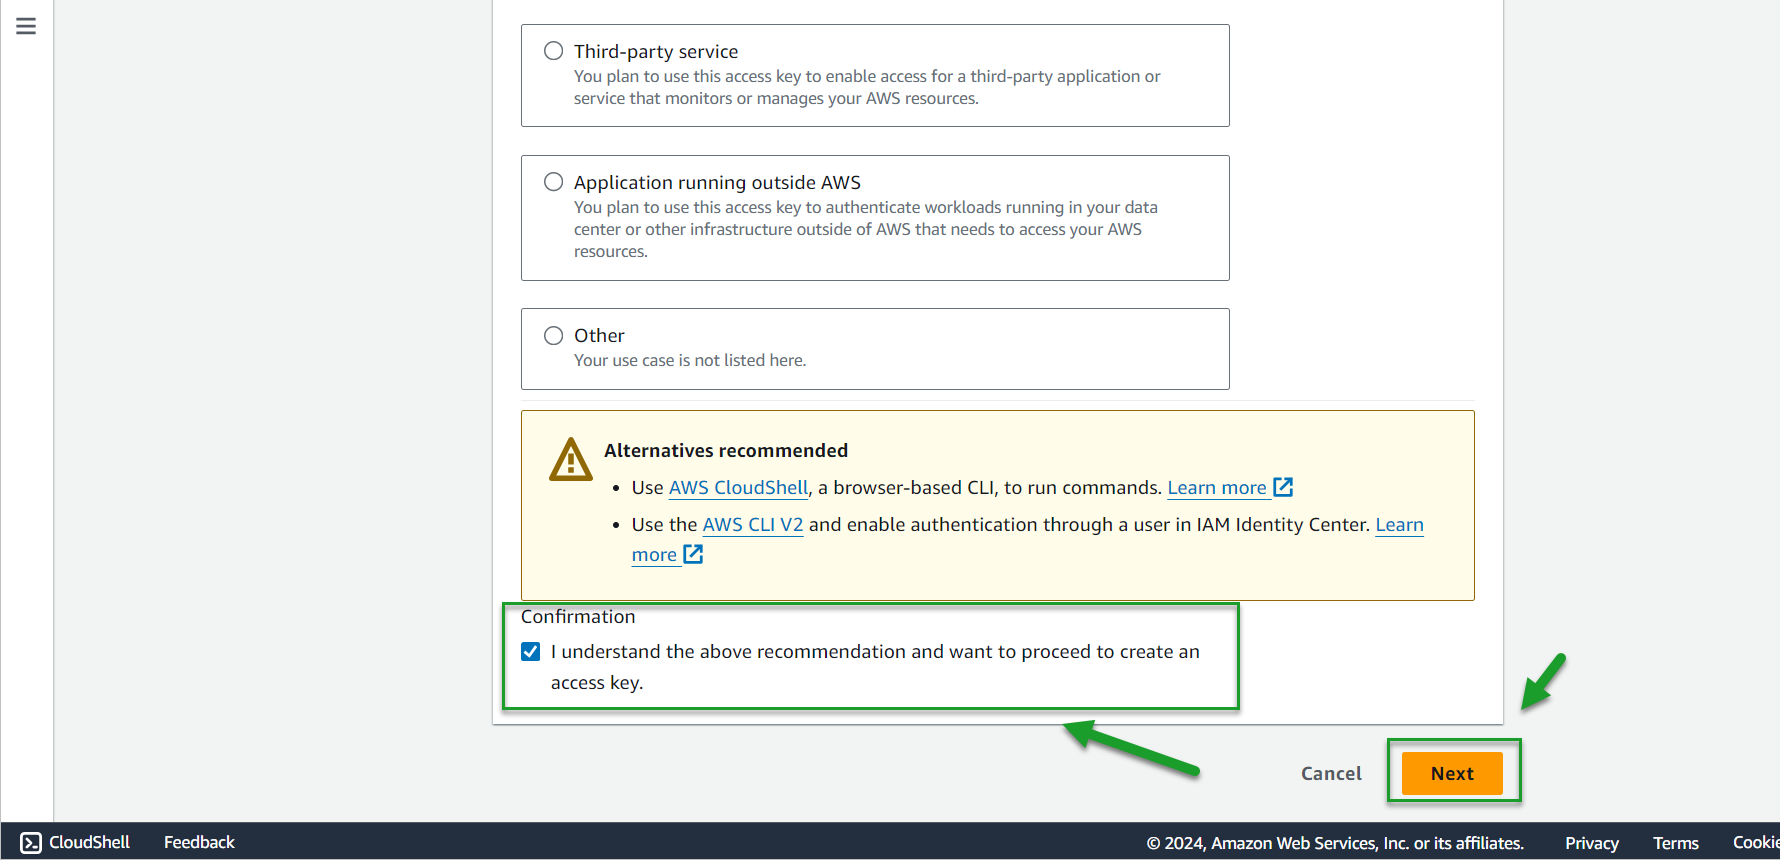 Third-party service
You plan to use this access key to enable access for a third-party application or
service that monitors or manages your AWS resources.
Application running outside AWS
You plan to use this access key to authenticate workloads running in your data
center or other infrastructure outside of AWS that needs to access your AWS
resources.
Other
Your use case is not listed here.
Alternatives recommended
• Use AWS CloudShell, a browser-based CLI, to run commands. Learn more
• Use the AWS CLI V2 and enable authentication through a user in IAM Identity Center. Learn
more
Confirmation
I understand the above recommendation and want to proceed to create an
access key.
Cancel Next
CloudShell Feedback © 2024, Amazon Web Services, Inc. or its affiliates. Privacy Terms Cookie